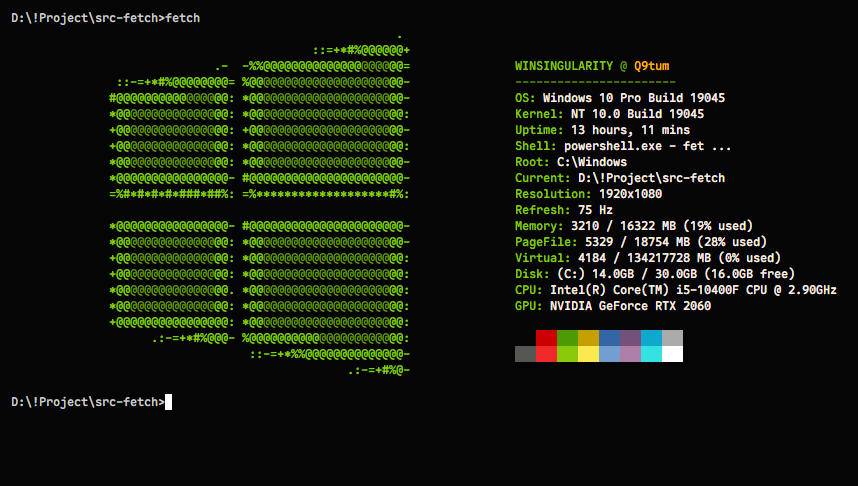 D:\!Project\src-fetch>fetch
WINSINGULARITY @ Q9tum
-----------------------
OS: Windows 10 Pro Build 19045
Kernel: NT 10.0 Build 19045
Uptime: 13 hours, 11 mins
Shell: powershell.exe - fet ...
Root: C:\Windows
Current: D:\!Project\src-fetch
Resolution: 1920x1080
Refresh: 75 Hz
Memory: 3210 / 16322 MB (19% used)
PageFile: 5329 / 18754 MB (28% used)
Virtual: 4184 / 134217728 MB (0% used)
Disk: (C:) 14.0GB / 30.0GB (16.0GB free)
CPU: Intel(R) Core(TM) i5-10400F CPU @ 2.90GHz
GPU: NVIDIA GeForce RTX 2060
D:\!Project\src-fetch>